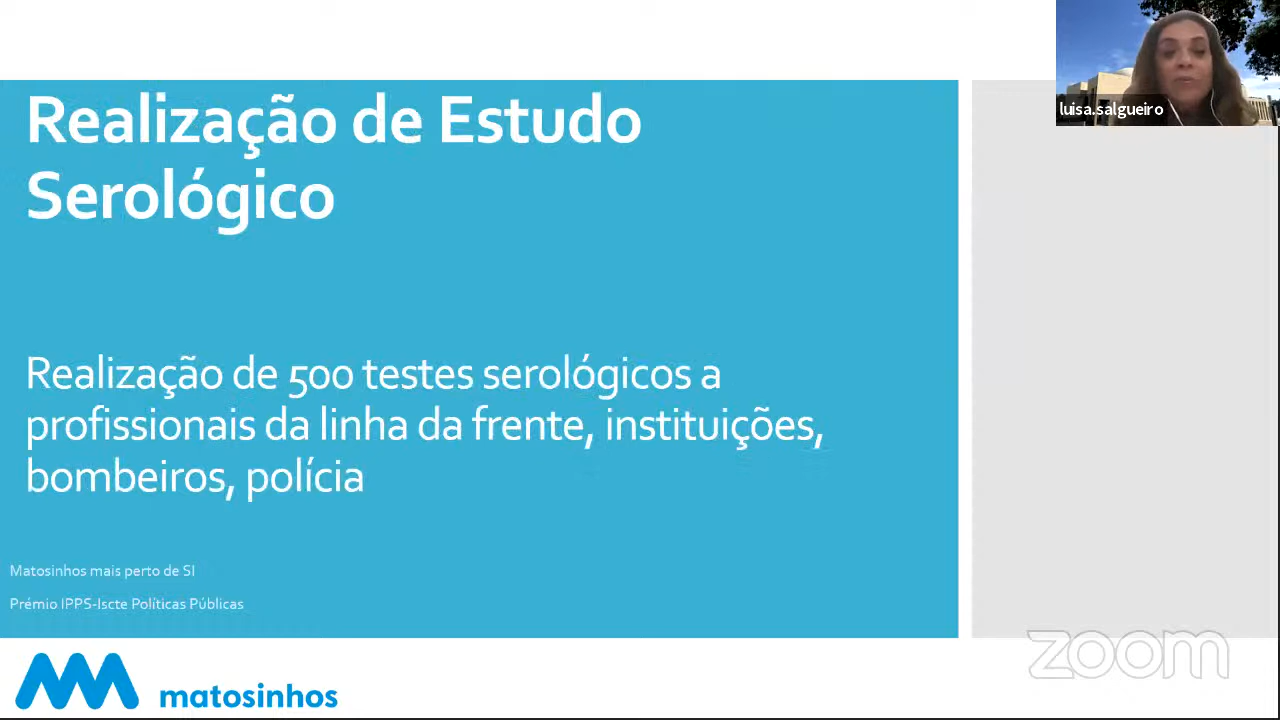 luisa.salgueiro
Realização de Estudo
Serológico
Realização de 500 testes serológicos a
profissionais da linha da frente, instituições,
bombeiros, polícia
Matosinhos mais perto de SI
Prémio IPPS-Iscte Políticas Públicas
matosinhos
zoom